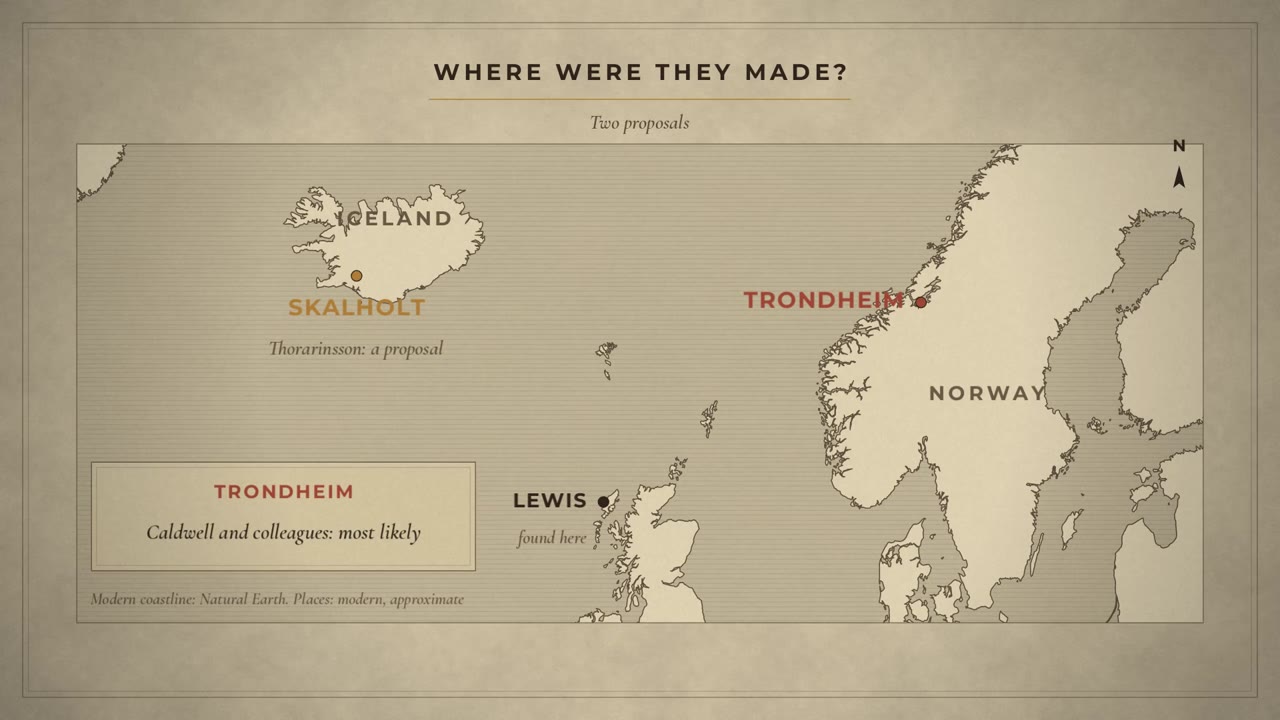 WHERE WERE THEY MADE?
Two proposals
N
ICELAND
SKALHOLT
Thorarinsson: a proposal
TRONDHEIM
NORWAY
TRONDHEIM
Caldwell and colleagues: most likely
LEWIS
found here
Modern coastline: Natural Earth. Places: modern, approximate